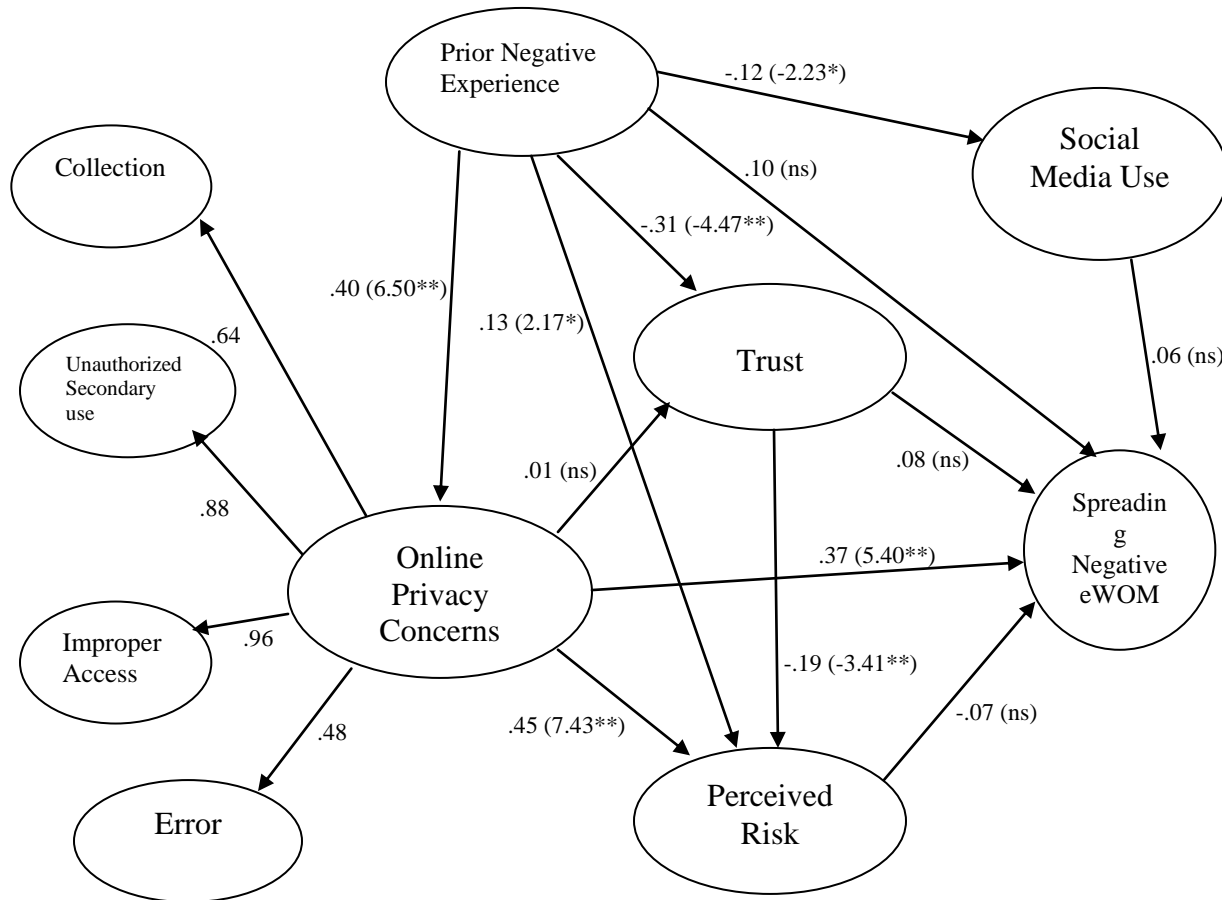 Prior Negative
Experience
-.12 (-2.23*)
Social
Media Use
Collection
.10 (ns)
-.31 (-4.47**)
.40 (6.50**)
.13 (2.17*)
.64
Trust
.06 (ns)
Unauthorized
Secondary
use
.01 (ns)
.08 (ns)
.88
Spreadin
g
Negative
eWOM
Online
Privacy
Concerns
.37 (5.40**)
Improper
Access
.96
-.19 (-3.41**)
.48
.45 (7.43**)
-.07 (ns)
Error
Perceived
Risk